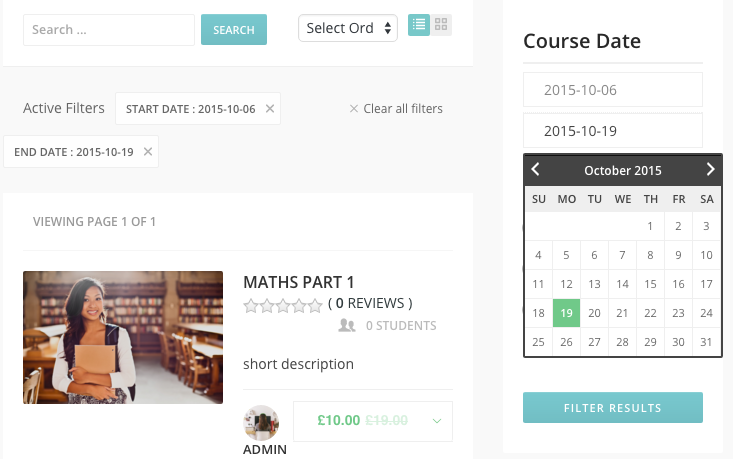 Search ...
SEARCH
Select Ord
Active Filters
START DATE : 2015-10-06 ×
× Clear all filters
END DATE : 2015-10-19 ×
VIEWING PAGE 1 OF 1
MATHS PART 1
( 0 REVIEWS )
0 STUDENTS
short description
£10.00 £19.00
ADMIN
Course Date
2015-10-06
2015-10-19
October 2015
SU MO TU WE TH FR SA
1 2 3
4 5 6 7 8 9 10
11 12 13 14 15 16 17
18 19 20 21 22 23 24
25 26 27 28 29 30 31
FILTER RESULTS